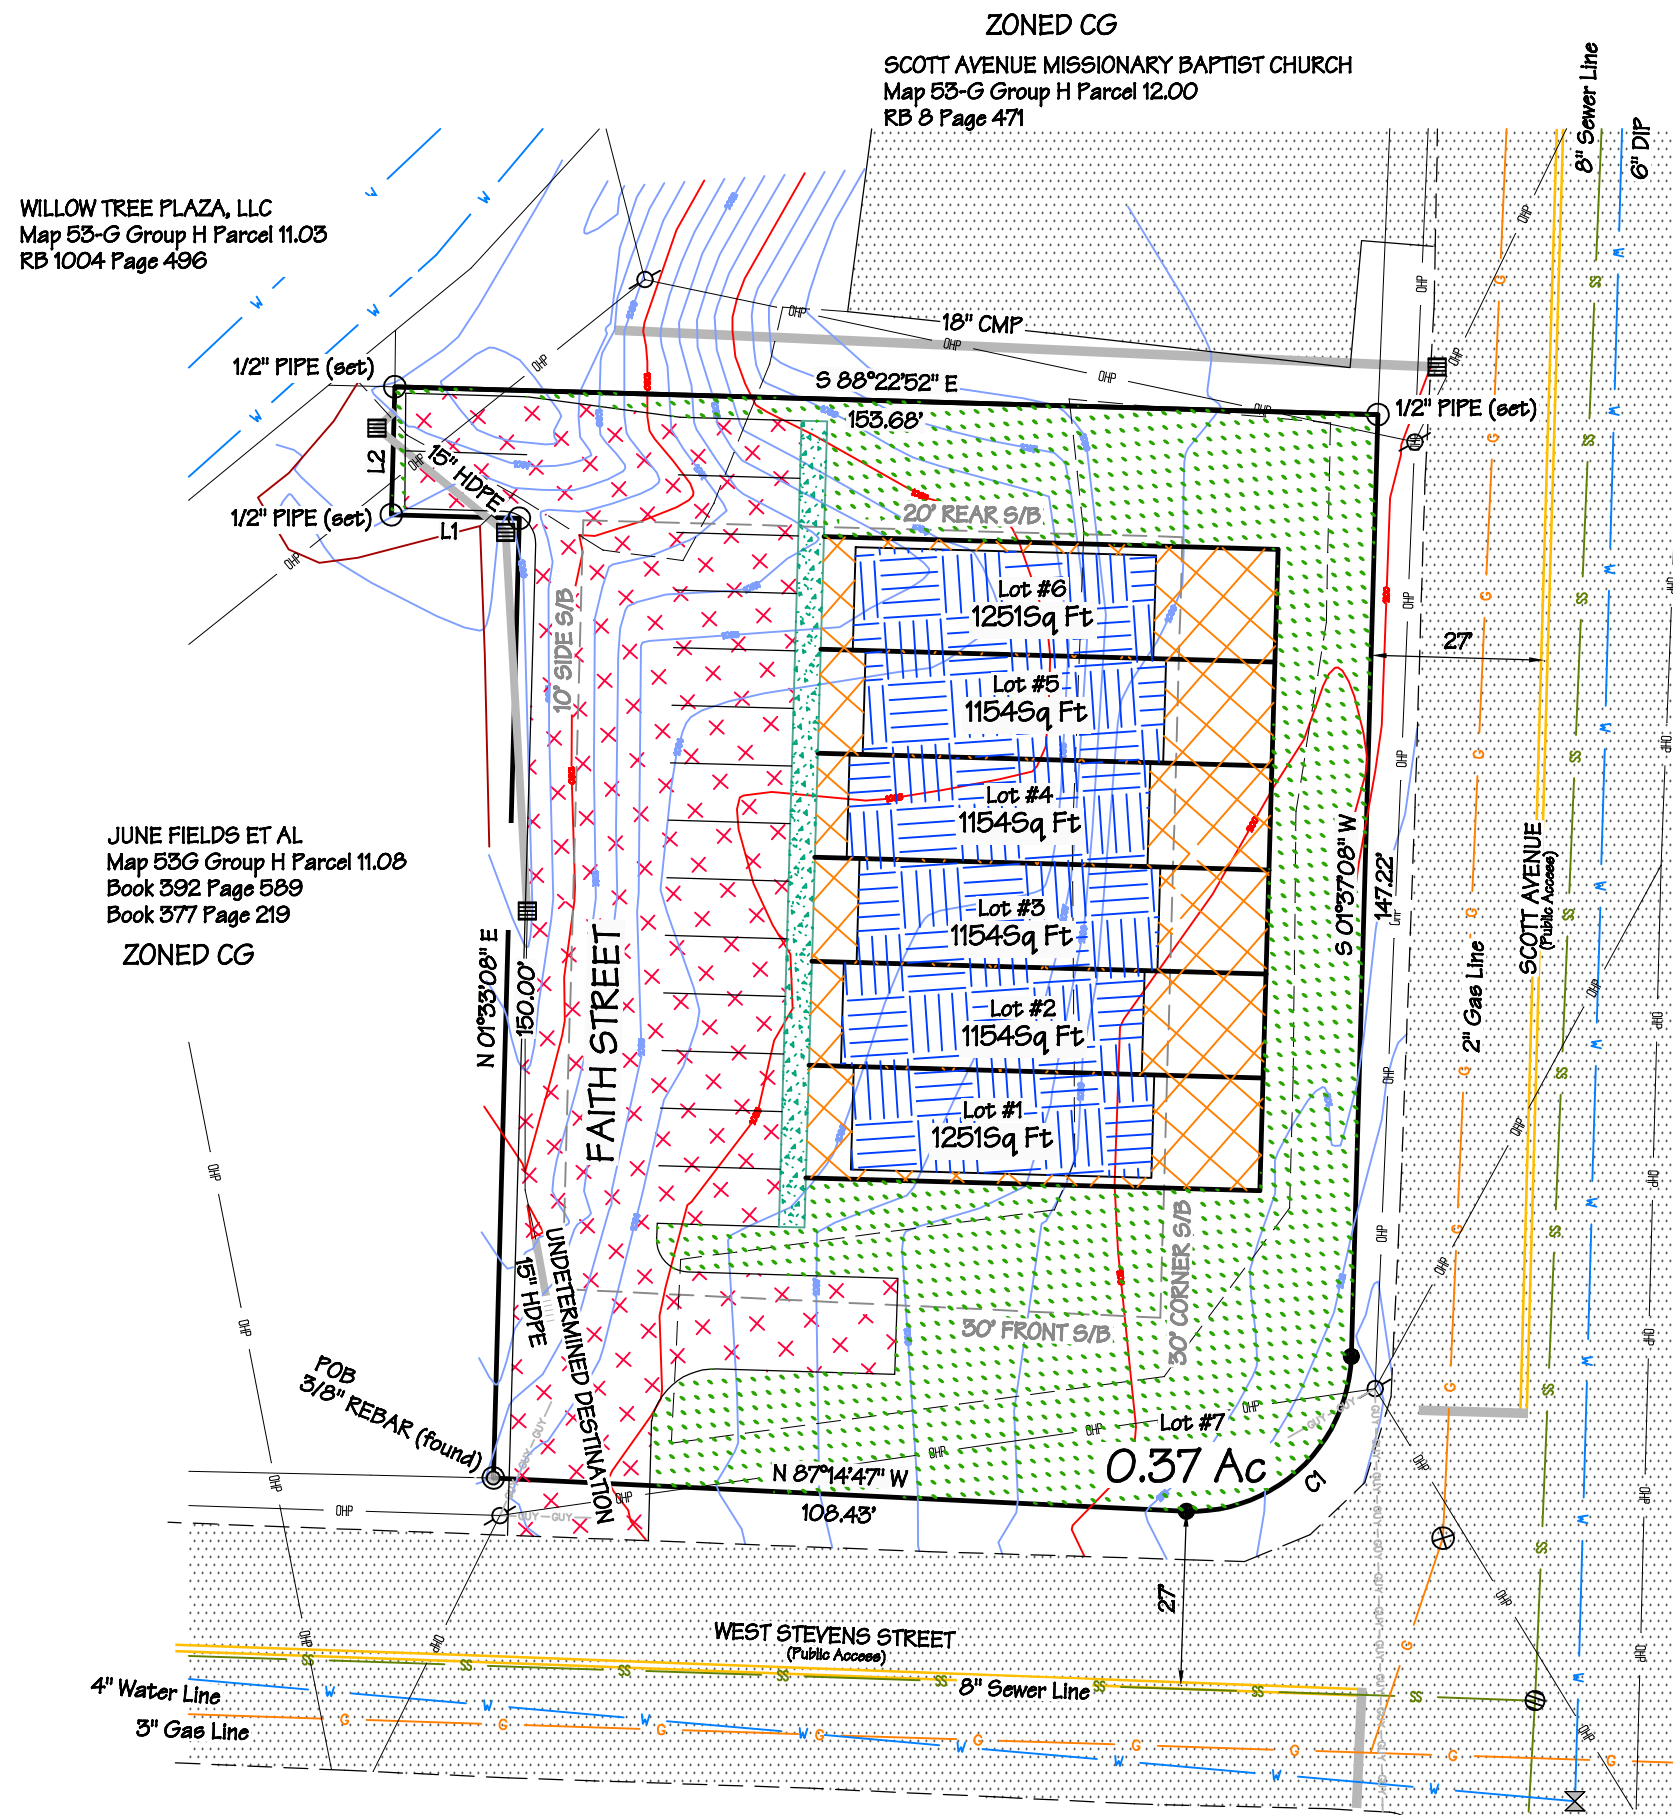 ZONED CG
SCOTT AVENUE MISSIONARY BAPTIST CHURCH
Map 53-G Group H Parcel 12.00
RB 8 Page 471
8" Sewer Line
6" DIP
WILLOW TREE PLAZA, LLC
Map 53-G Group H Parcel 11.03
RB 1004 Page 496
18" CMP
1/2" PIPE (set)
S 88°22'52" E
153.68'
1/2" PIPE (set)
L2
15" HDPE
1/2" PIPE (set)
L1
20' REAR S/B
10' SIDE S/B
Lot #6
1251Sq Ft
27'
Lot #5
1154Sq Ft
Lot #4
1154Sq Ft
JUNE FIELDS ET AL
Map 53G Group H Parcel 11.08
Book 392 Page 589
Book 377 Page 219
ZONED CG
Lot #3
1154Sq Ft
S 01°37'08" W
147.22'
SCOTT AVENUE
(Public Access)
2" Gas Line
N 01°33'08" E
150.00'
FAITH STREET
Lot #2
1154Sq Ft
Lot #1
1251Sq Ft
15" HDPE
UNDETERMINED DESTINATION
30' FRONT S/B
30' CORNER S/B
POB
3/8" REBAR (found)
Lot #7
0.37 Ac
C1
N 87°14'47" W
108.43'
27'
WEST STEVENS STREET
(Public Access)
8" Sewer Line
4" Water Line
3" Gas Line
OHP
GUY
W
G
SS